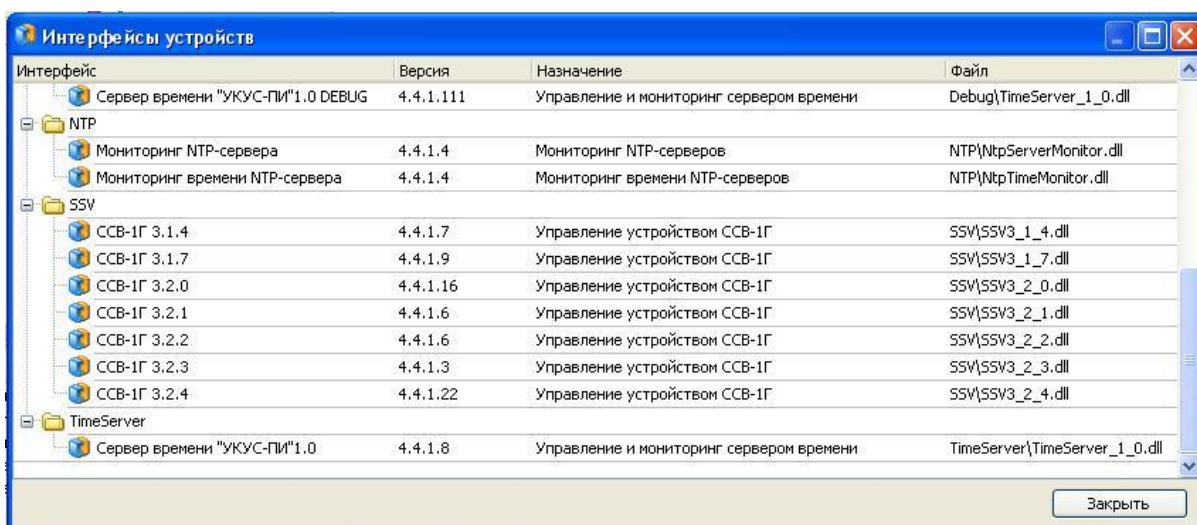 Интерфейсы устройств
Интерфейс Версия Назначение Файл
Сервер времени "УКУС-ПИ"1.0 DEBUG 4.4.1.111 Управление и мониторинг сервером времени Debug\TimeServer_1_0.dll
NTP
Мониторинг NTP-сервера 4.4.1.4 Мониторинг NTP-серверов NTP\NtpServerMonitor.dll
Мониторинг времени NTP-сервера 4.4.1.4 Мониторинг времени NTP-серверов NTP\NtpTimeMonitor.dll
SSV
ССВ-1Г 3.1.4 4.4.1.7 Управление устройством ССВ-1Г SSV\SSV3_1_4.dll
ССВ-1Г 3.1.7 4.4.1.9 Управление устройством ССВ-1Г SSV\SSV3_1_7.dll
ССВ-1Г 3.2.0 4.4.1.16 Управление устройством ССВ-1Г SSV\SSV3_2_0.dll
ССВ-1Г 3.2.1 4.4.1.6 Управление устройством ССВ-1Г SSV\SSV3_2_1.dll
ССВ-1Г 3.2.2 4.4.1.6 Управление устройством ССВ-1Г SSV\SSV3_2_2.dll
ССВ-1Г 3.2.3 4.4.1.3 Управление устройством ССВ-1Г SSV\SSV3_2_3.dll
ССВ-1Г 3.2.4 4.4.1.22 Управление устройством ССВ-1Г SSV\SSV3_2_4.dll
TimeServer
Сервер времени "УКУС-ПИ"1.0 4.4.1.8 Управление и мониторинг сервером времени TimeServer\TimeServer_1_0.dll
Закрыть